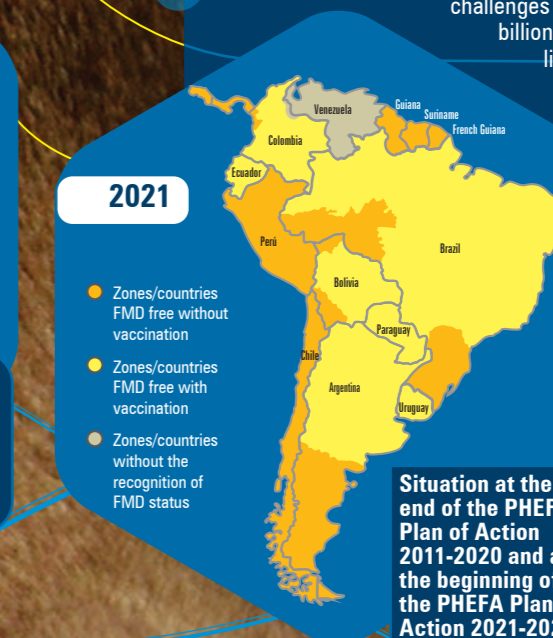 challenges
billion
li
2021
Zones/countries
FMD free without
vaccination
Zones/countries
FMD free with
vaccination
Zones/countries
without the
recognition of
FMD status
Venezuela
Guiana
Suriname
French Guiana
Colombia
Ecuador
Perú
Brazil
Bolivia
Paraguay
Chile
Argentina
Uruguay
Situation at the
end of the PHEF
Plan of Action
2011-2020 and a
the beginning of
the PHEFA Plan
Action 2021-202